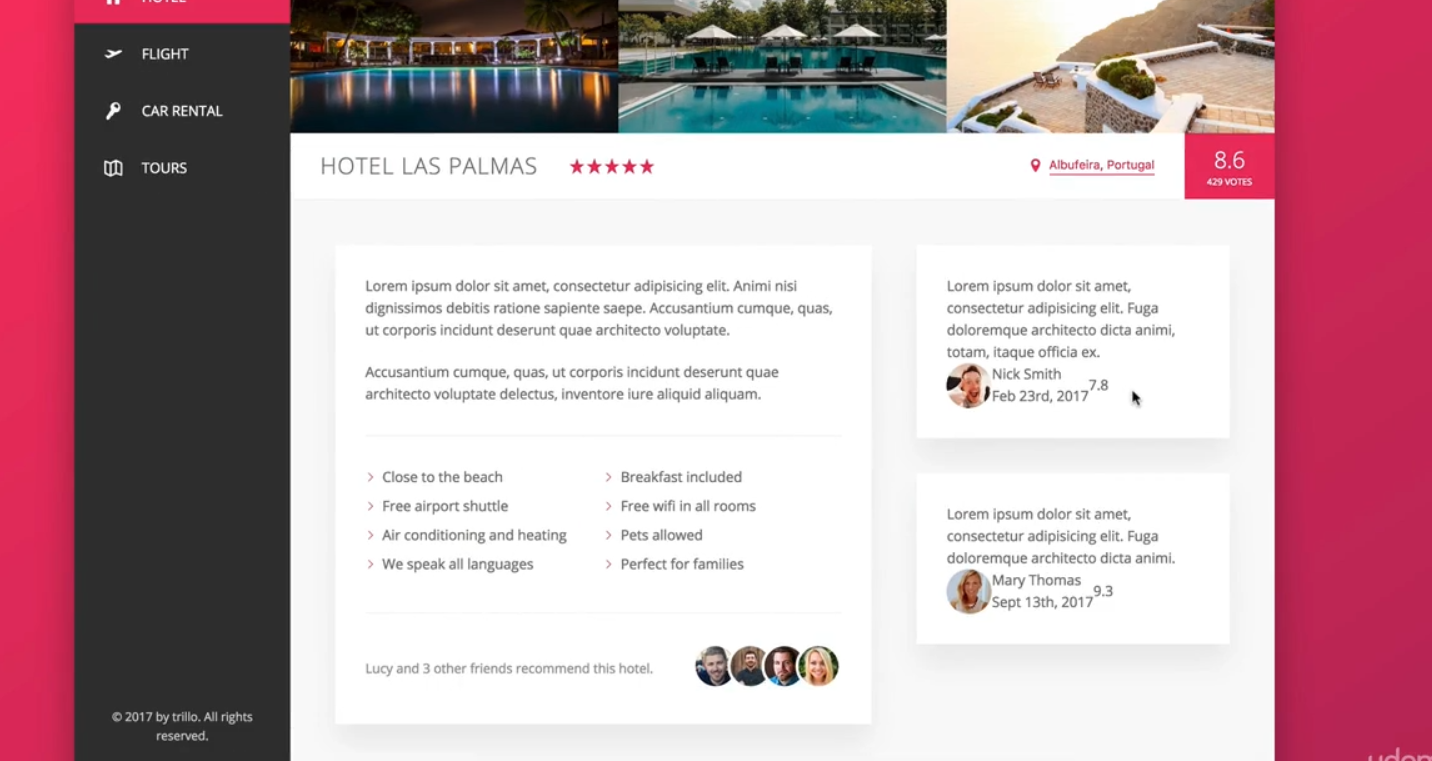 HOTEL
FLIGHT
CAR RENTAL
TOURS
© 2017 by trillo. All rights
reserved.
HOTEL LAS PALMAS
Albufeira, Portugal
8.6
429 VOTES
Lorem ipsum dolor sit amet, consectetur adipisicing elit. Animi nisi
dignissimos debitis ratione sapiente saepe. Accusantium cumque, quas,
ut corporis incidunt deserunt quae architecto voluptate.
Accusantium cumque, quas, ut corporis incidunt deserunt quae
architecto voluptate delectus, inventore iure aliquid aliquam.
Close to the beach
Breakfast included
Free airport shuttle
Free wifi in all rooms
Air conditioning and heating
Pets allowed
We speak all languages
Perfect for families
Lucy and 3 other friends recommend this hotel.
Lorem ipsum dolor sit amet,
consectetur adipisicing elit. Fuga
doloremque architecto dicta animi,
totam, itaque officia ex.
Nick Smith
Feb 23rd, 2017
7.8
Lorem ipsum dolor sit amet,
consectetur adipisicing elit. Fuga
doloremque architecto dicta animi.
Mary Thomas
Sept 13th, 2017
9.3